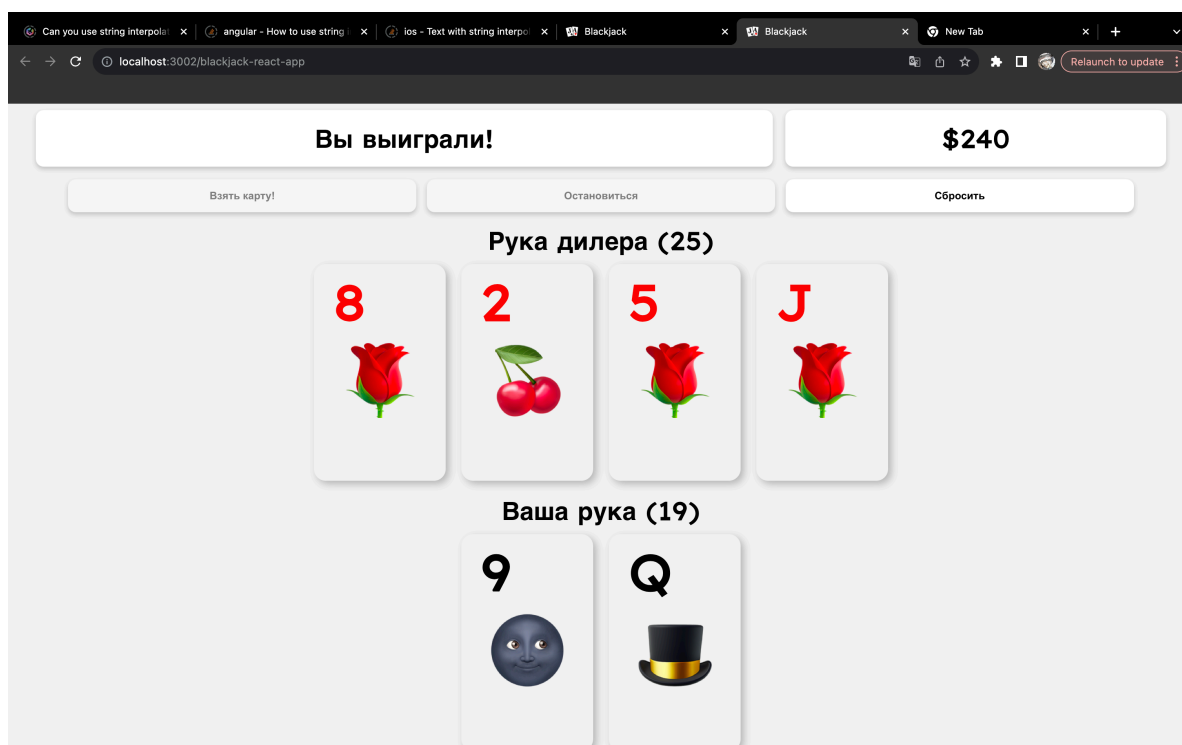 Can you use string interpolat
angular - How to use string i
ios - Text with string interpol
Blackjack
Blackjack
New Tab
localhost:3002/blackjack-react-app
Relaunch to update
Вы выиграли!
$240
Взять карту!
Остановиться
Сбросить
Рука дилера (25)
8
2
5
J
Ваша рука (19)
9
Q